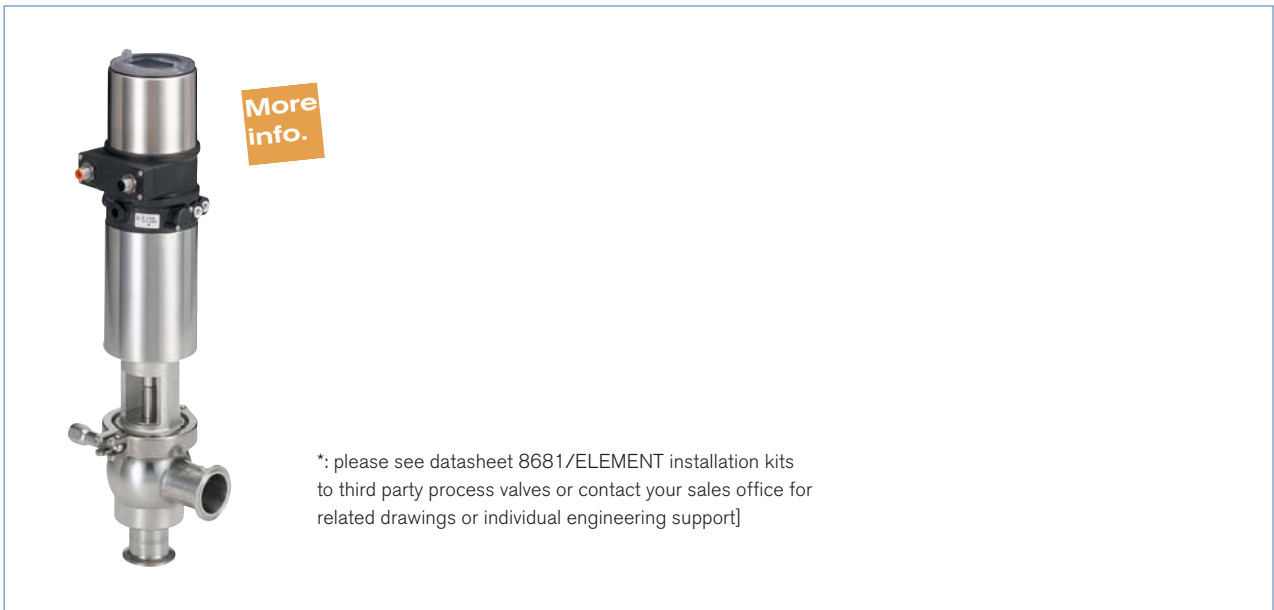 More
info.
*: please see datasheet 8681/ELEMENT installation kits
to third party process valves or contact your sales office for
related drawings or individual engineering support]